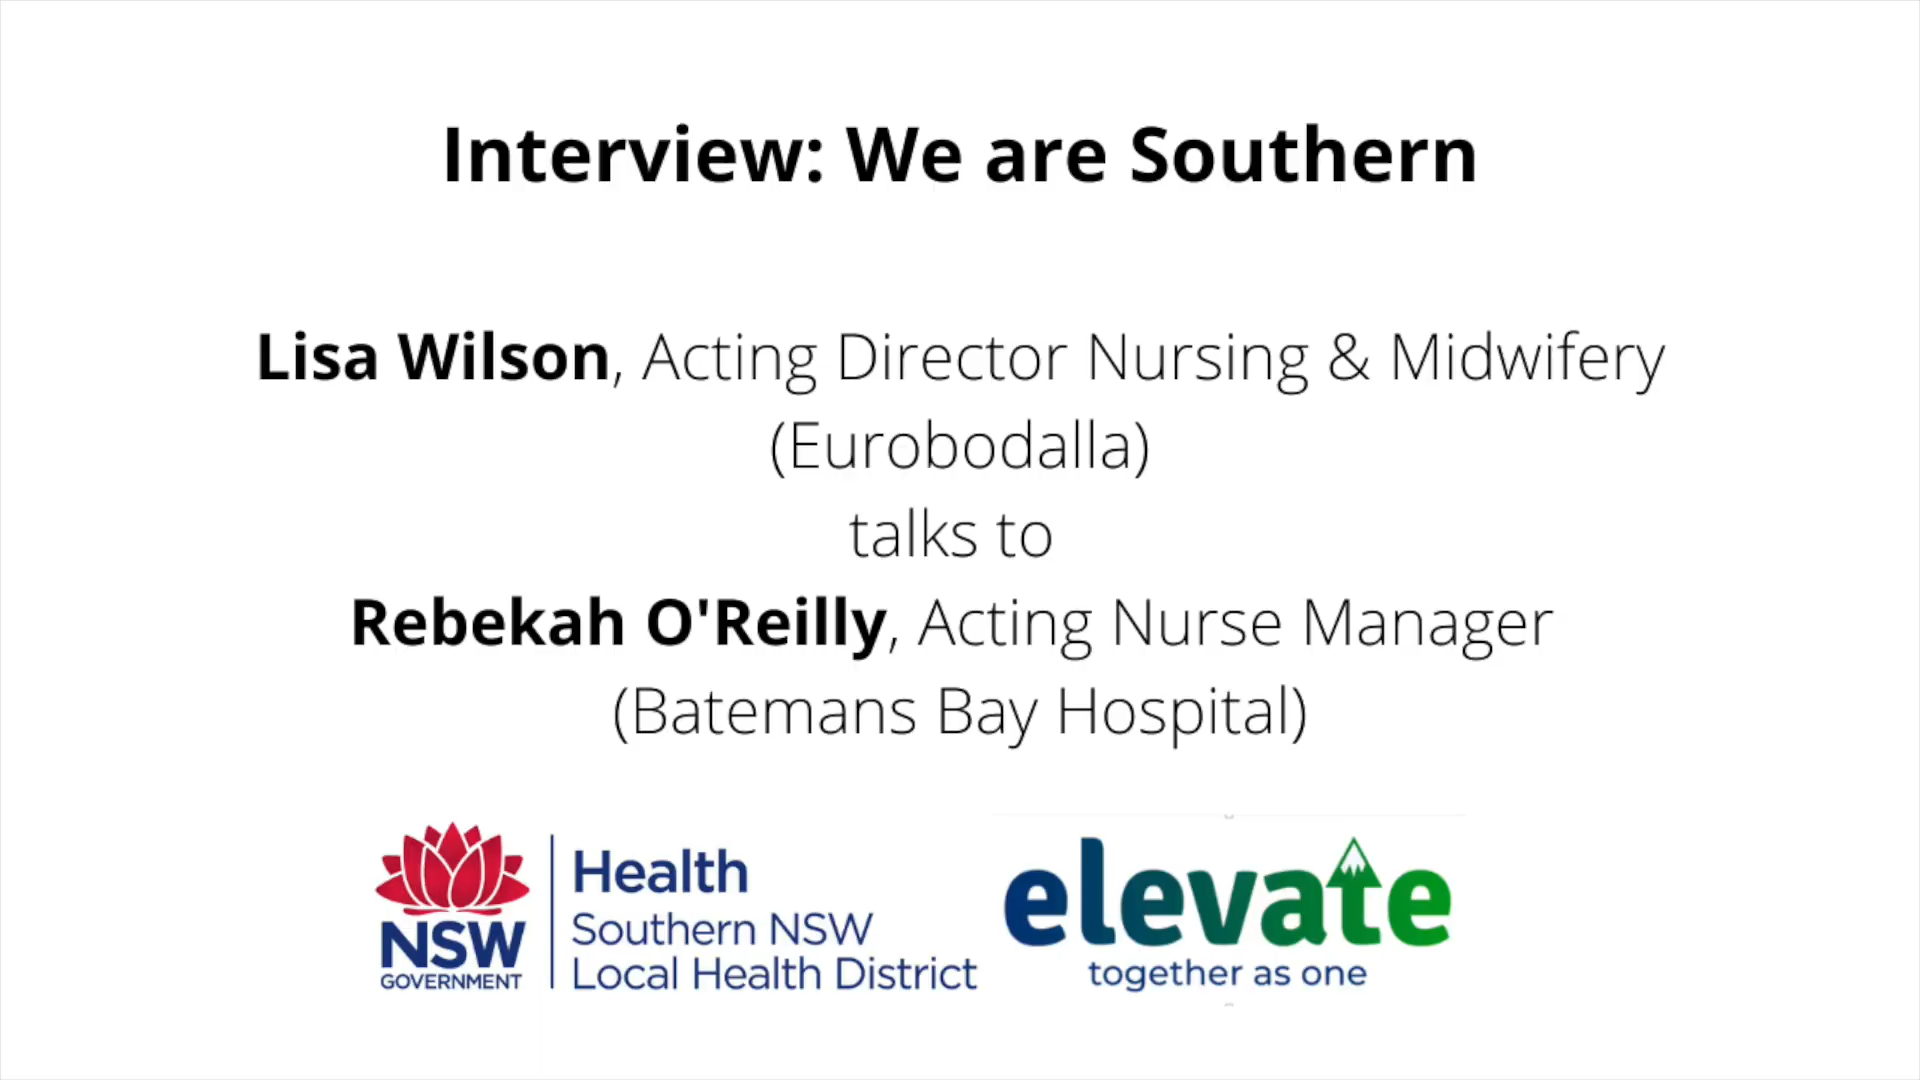 Interview: We are Southern
Lisa Wilson, Acting Director Nursing & Midwifery
(Eurobodalla)
talks to
Rebekah O'Reilly, Acting Nurse Manager
(Batemans Bay Hospital)
NSW
GOVERNMENT
Health
Southern NSW
Local Health District
elevate
together as one